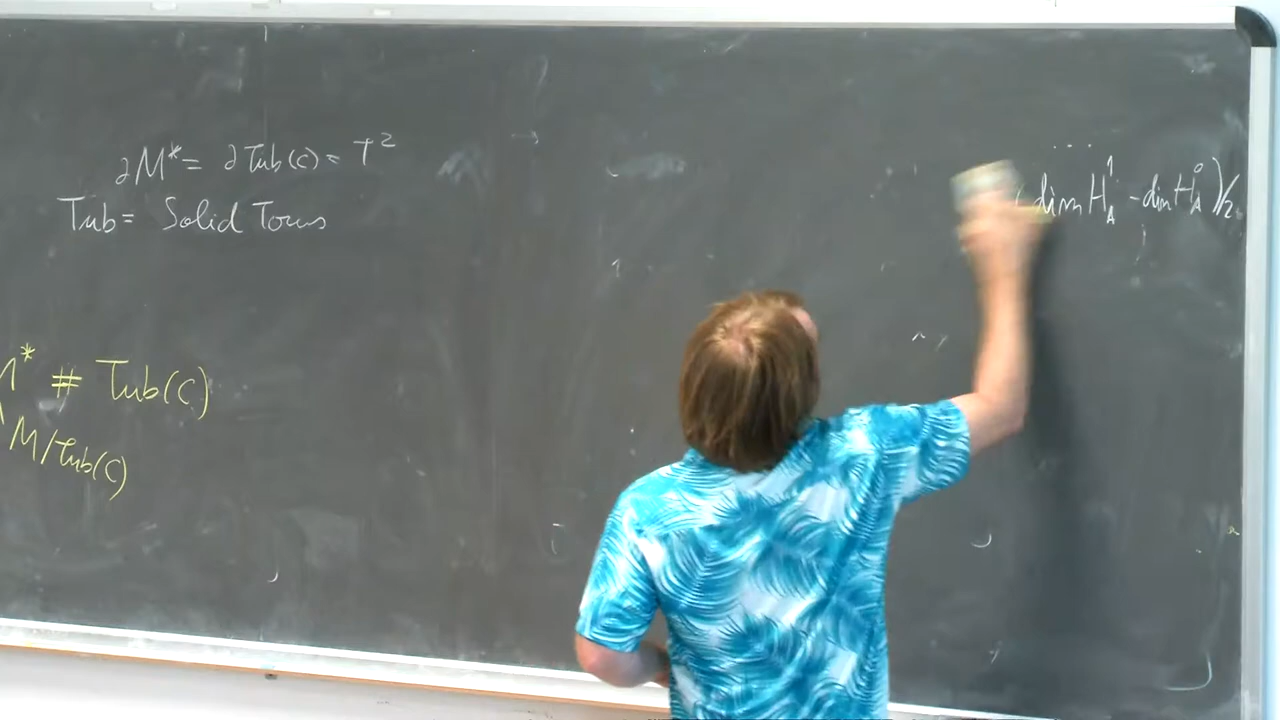 ∂M* = ∂Tub(c) = T²
Tub = Solid Torus
M* # Tub(c)
M/Tub(c)
...
(dim H¹_A - dim H⁰_A)/2